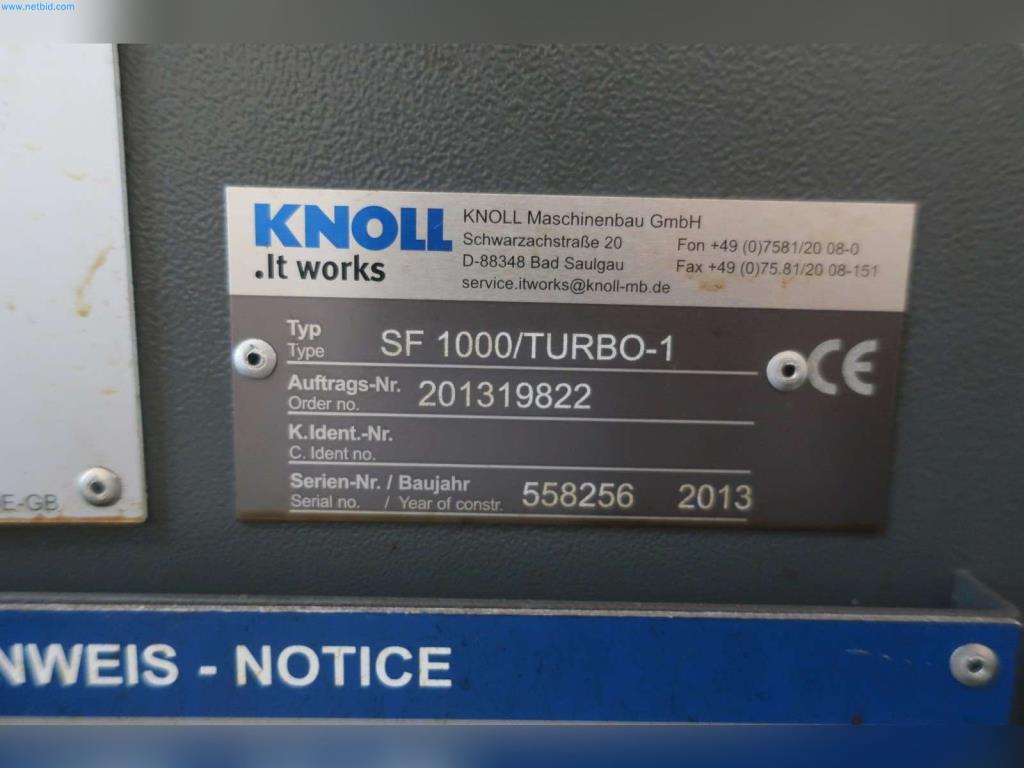 www.netbid.com
KNOLL
.It works
KNOLL Maschinenbau GmbH
Schwarzachstraße 20 Fon +49 (0)7581/20 08-0
D-88348 Bad Saulgau Fax +49 (0)75.81/20 08-151
service.itworks@knoll-mb.de
Typ
Type SF 1000/TURBO-1
CE
Auftrags-Nr.
Order no. 201319822
K.Ident.-Nr.
C. Ident no.
Serien-Nr. / Baujahr
Serial no. / Year of constr. 558256 2013
E-GB
NWEIS - NOTICE